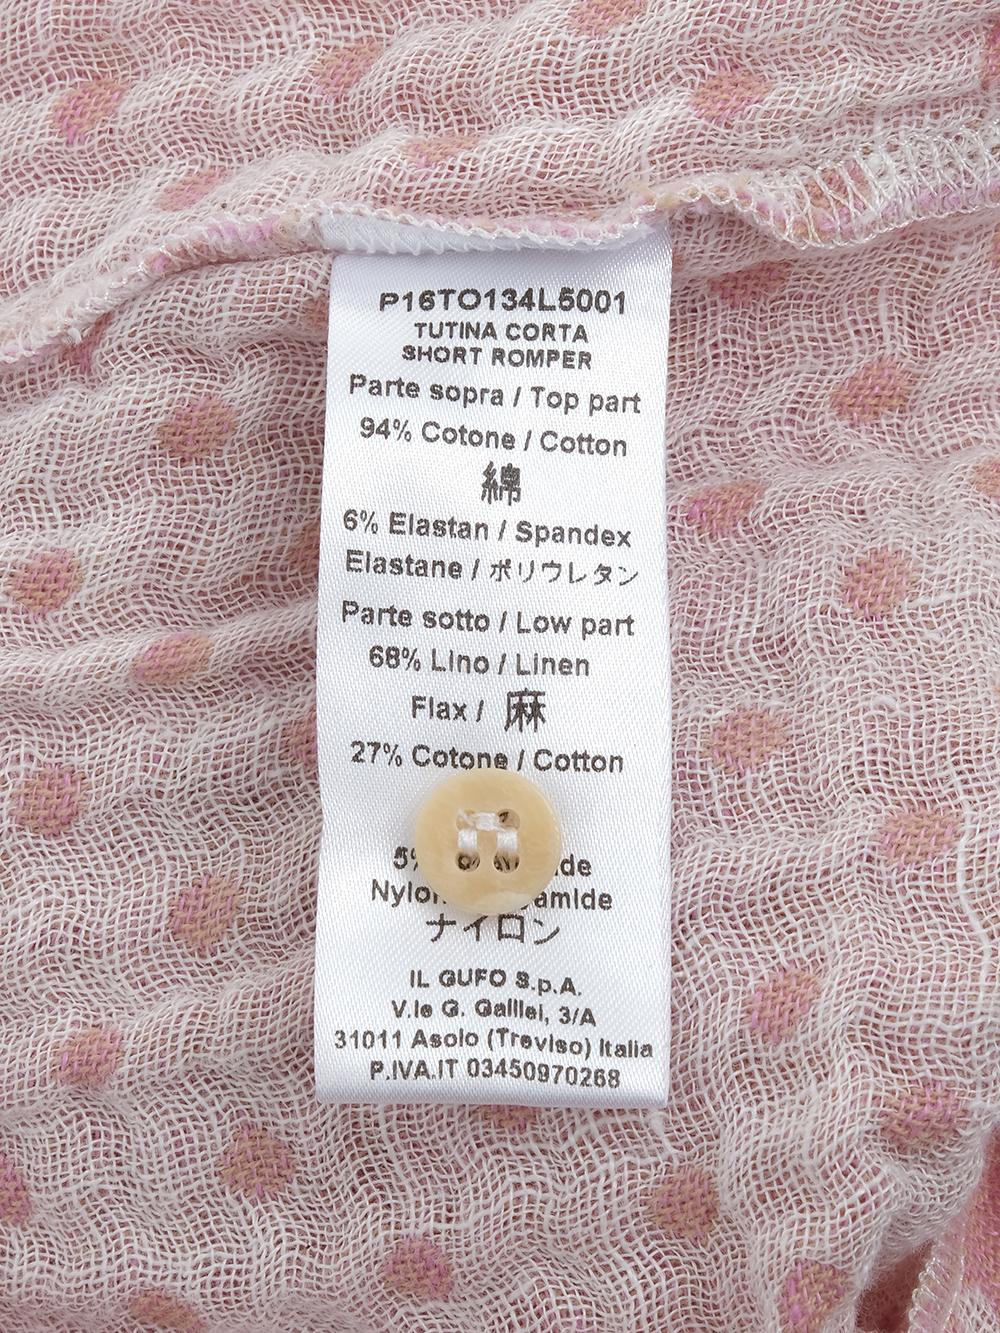 P16TO134L5001
TUTINA CORTA
SHORT ROMPER
Parte sopra / Top part
94% Cotone / Cotton
綿
6% Elastan / Spandex
Elastane / ポリウレタン
Parte sotto / Low part
68% Lino / Linen
Flax / 麻
27% Cotone / Cotton
ナイロン
IL GUFO S.p.A.
V.le G. Galilei, 3/A
31011 Asolo (Treviso) Italia
P.IVA.IT 03450970268